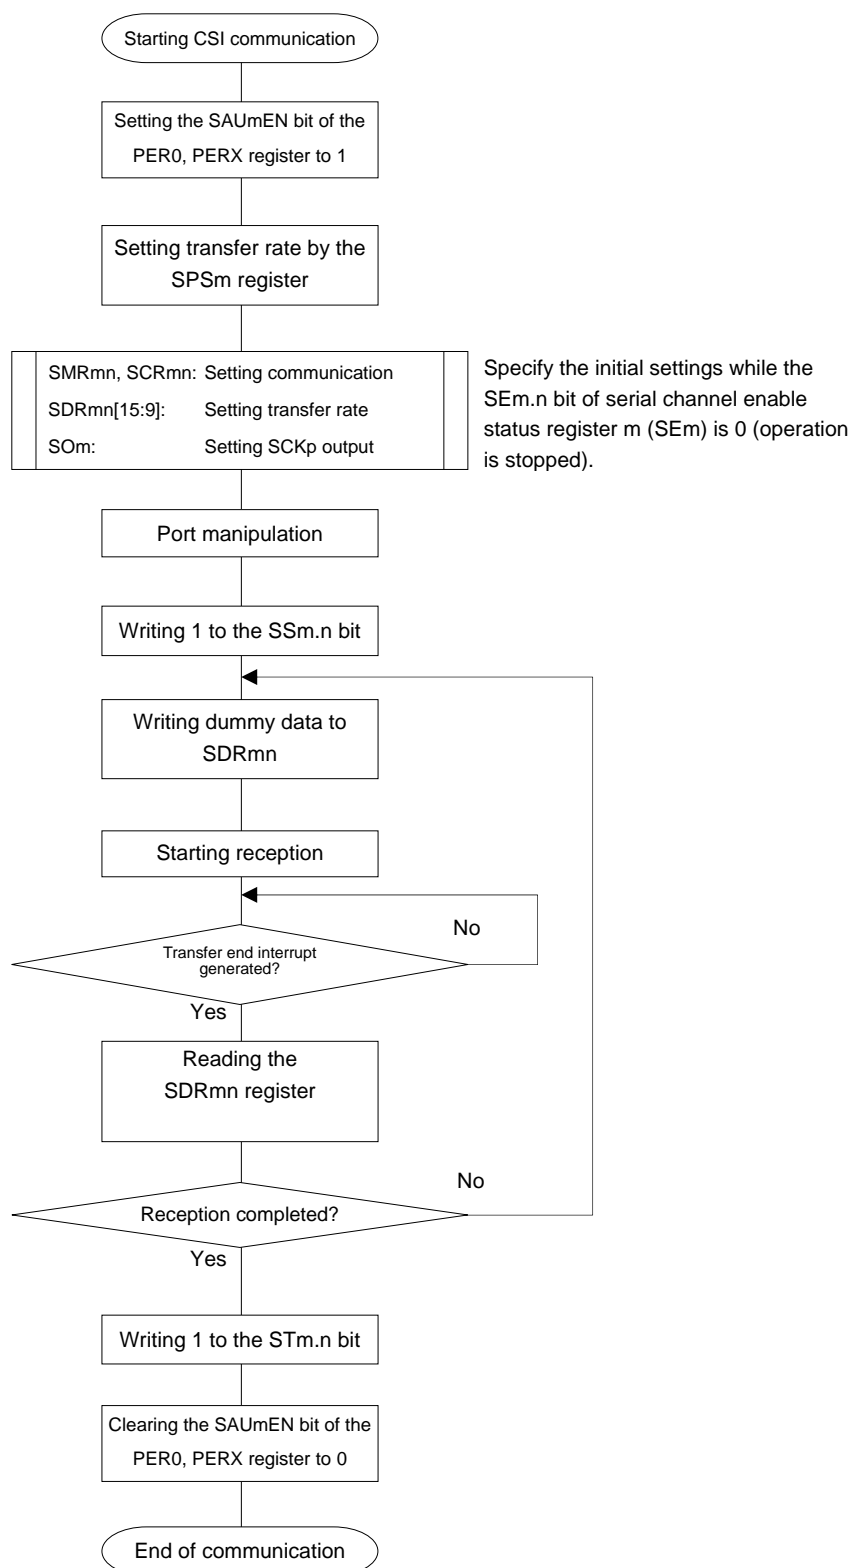 Starting CSI communication
Setting the SAUmEN bit of the
PER0, PERX register to 1
Setting transfer rate by the
SPSm register
SMRmn, SCRmn: Setting communication
SDRmn[15:9]: Setting transfer rate
SOm: Setting SCKp output
Specify the initial settings while the
SEm.n bit of serial channel enable
status register m (SEm) is 0 (operation
is stopped).
Port manipulation
Writing 1 to the SSm.n bit
Writing dummy data to
SDRmn
Starting reception
No
Transfer end interrupt
generated?
Yes
Reading the
SDRmn register
No
Reception completed?
Yes
Writing 1 to the STm.n bit
Clearing the SAUmEN bit of the
PER0, PERX register to 0
End of communication